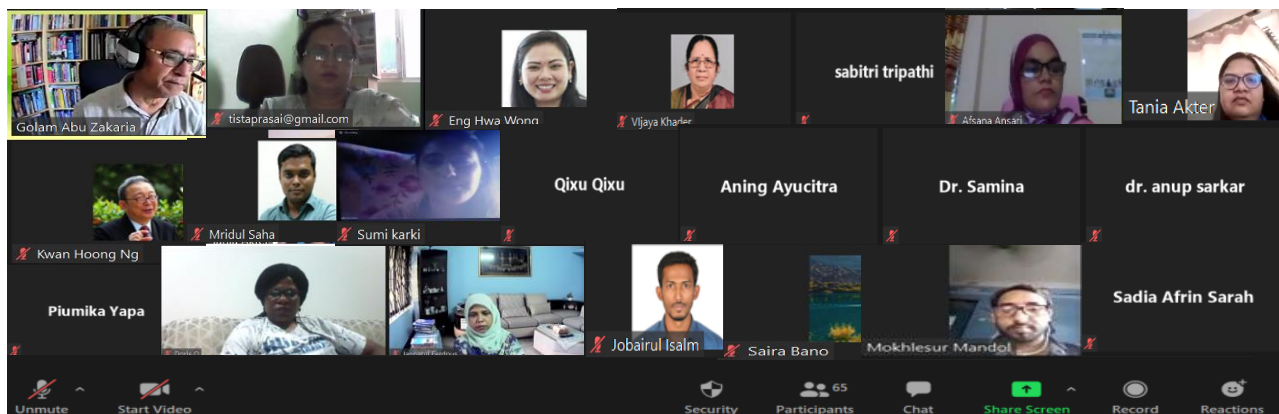 Golam Abu Zakaria
tistaprasai@gmail.com
Eng Hwa Wong
Vijaya Khader
sabitri tripathi
Afsana Ansari
Tania Akter
Kwan Hoong Ng
Mridul Saha
Sumi karki
Qixu Qixu
Aning Ayucitra
Dr. Samina
dr. anup sarkar
Piumika Yapa
Jobairul Isalm
Saira Bano
Mokhlesur Mandol
Sadia Afrin Sarah
Unmute
Start Video
Security
65
Participants
Chat
Share Screen
Record
Reactions